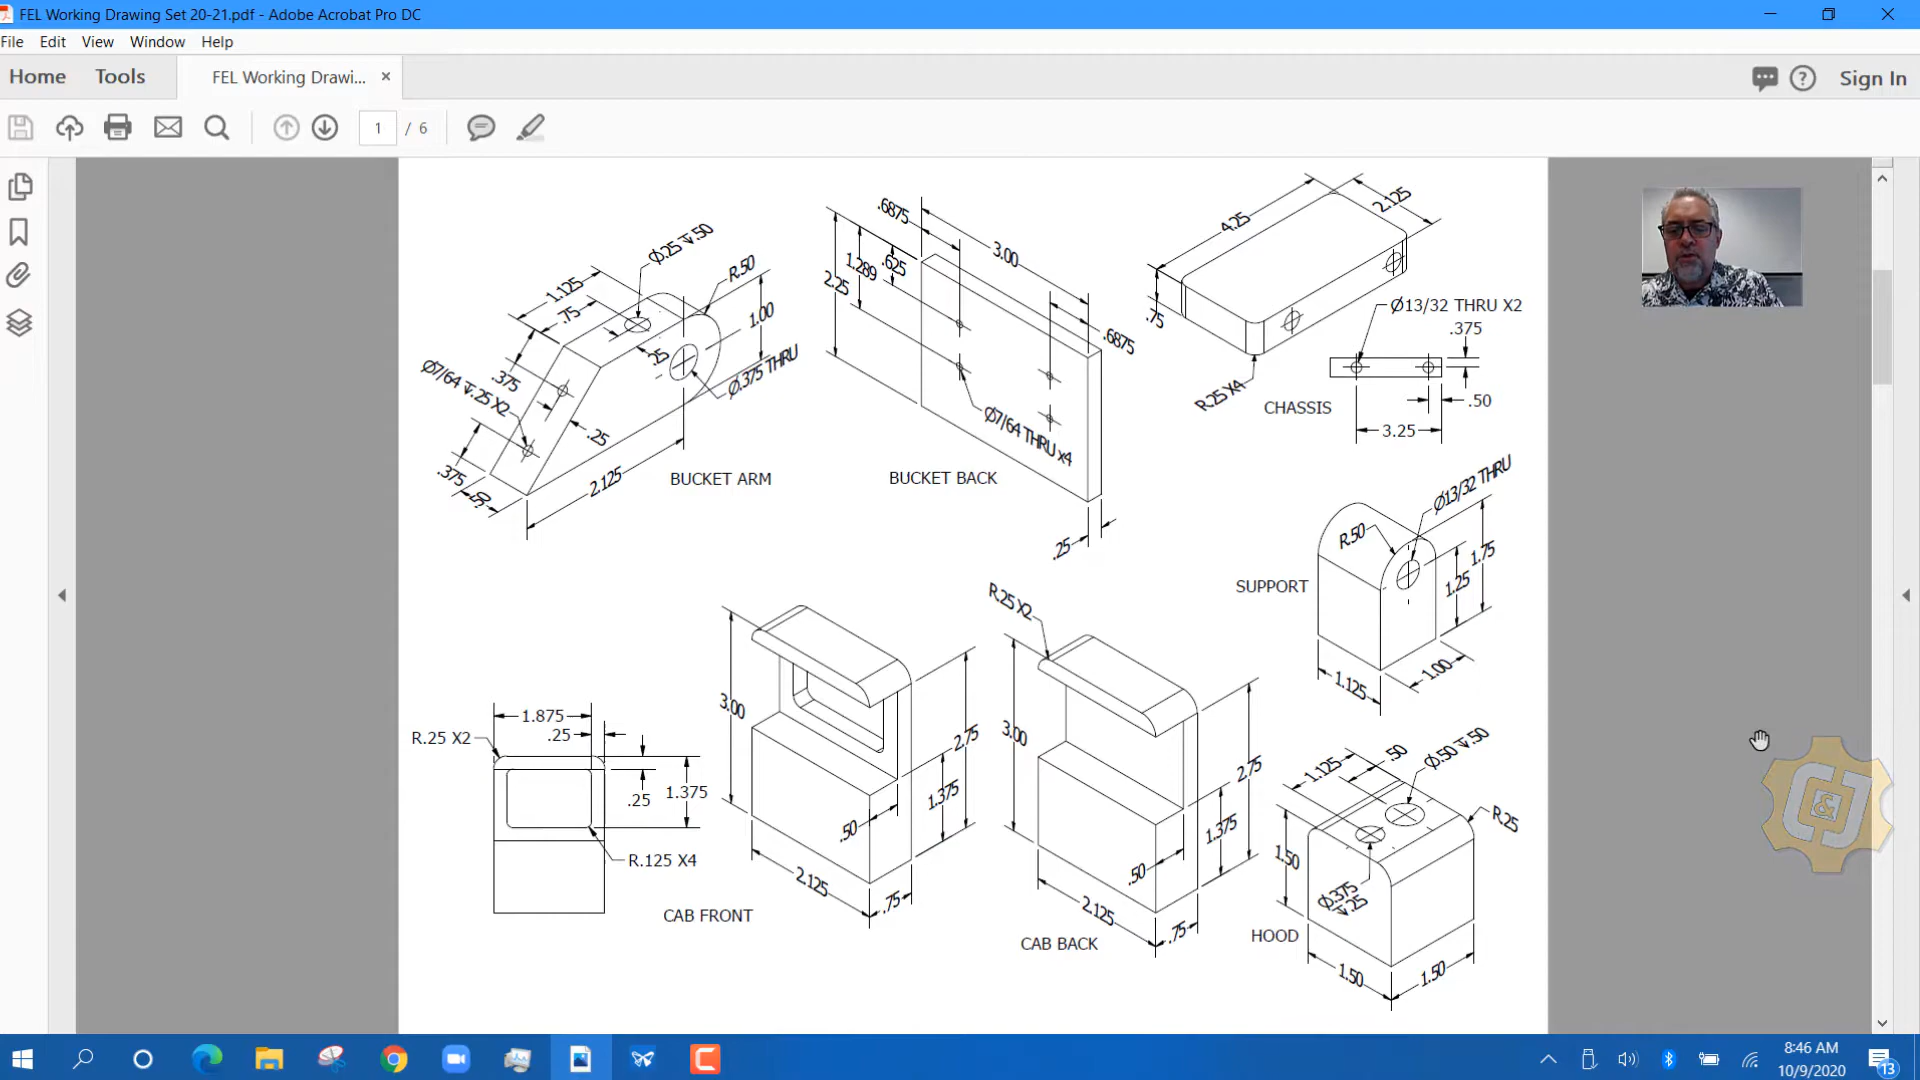 FEL Working Drawing Set 20-21.pdf - Adobe Acrobat Pro DC
File Edit View Window Help
Home Tools FEL Working Drawi... × Sign In
1 / 6
Ø.25 ↧.50
1.125
.75
R.50
1.00
.25
.375
Ø7/64 ↧.25 X2
Ø.375 THRU
.25
.375
.50
2.125
BUCKET ARM
.6875
3.00
1.289
.625
2.25
.6875
Ø7/64 THRU x4
BUCKET BACK
.25
4.25
2.125
.75
R.25 X4
Ø13/32 THRU X2
.375
.50
3.25
CHASSIS
Ø13/32 THRU
R.50
1.75
1.25
SUPPORT
1.125
1.00
1.875
.25
R.25 X2
.25
1.375
R.125 X4
3.00
2.75
1.375
.50
2.125
.75
CAB FRONT
R.25 X2
3.00
2.75
1.375
.50
2.125
.75
CAB BACK
1.125
.50
Ø.50 ↧.50
R.25
1.50
Ø.375
↧.25
HOOD
1.50
1.50
C&J
8:46 AM
10/9/2020
13